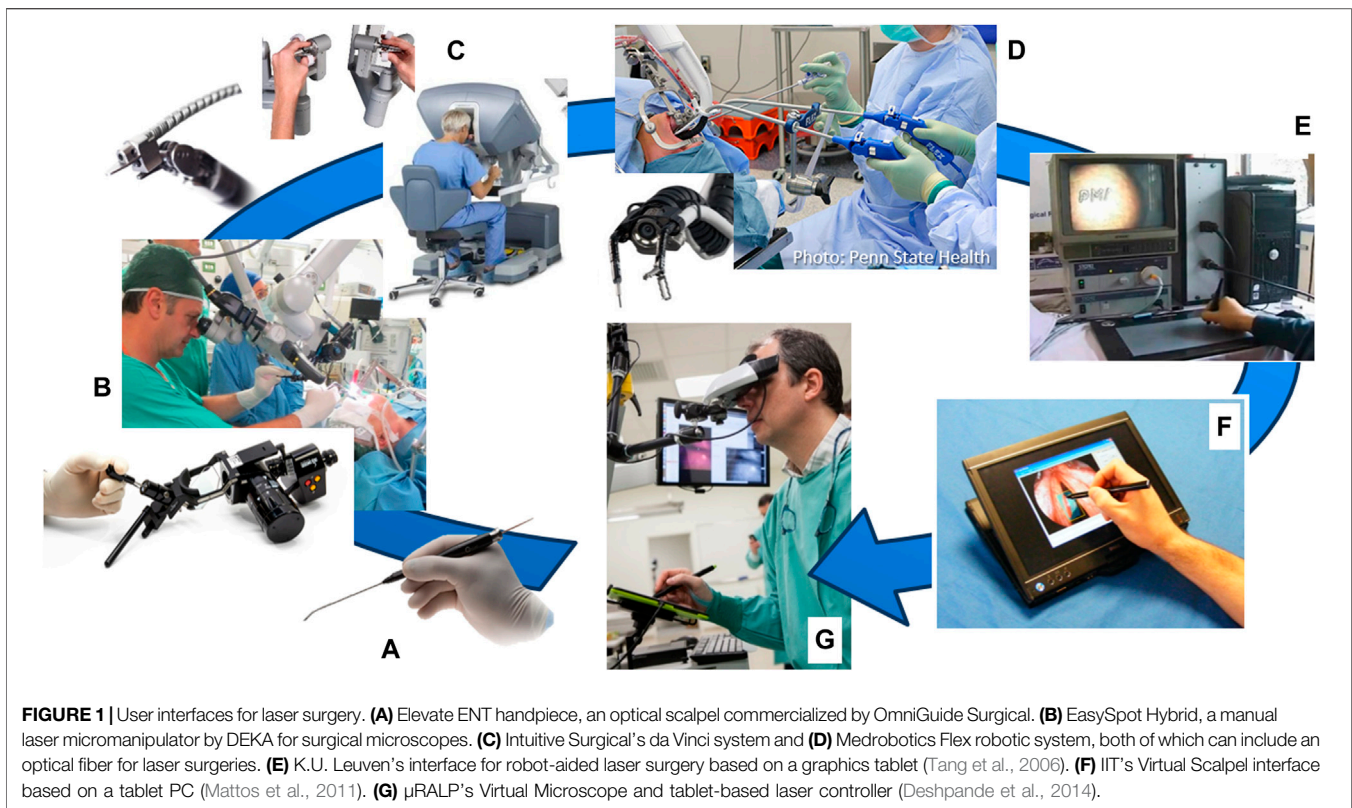 C
D
E
FLEX
FLEX
DMI
Photo: Penn State Health
B
F
A
G
FIGURE 1 | User interfaces for laser surgery. (A) Elevate ENT handpiece, an optical scalpel commercialized by OmniGuide Surgical. (B) EasySpot Hybrid, a manual
laser micromanipulator by DEKA for surgical microscopes. (C) Intuitive Surgical's da Vinci system and (D) Medrobotics Flex robotic system, both of which can include an
optical fiber for laser surgeries. (E) K.U. Leuven's interface for robot-aided laser surgery based on a graphics tablet (Tang et al., 2006). (F) IIT's Virtual Scalpel interface
based on a tablet PC (Mattos et al., 2011). (G) μRALP's Virtual Microscope and tablet-based laser controller (Deshpande et al., 2014).